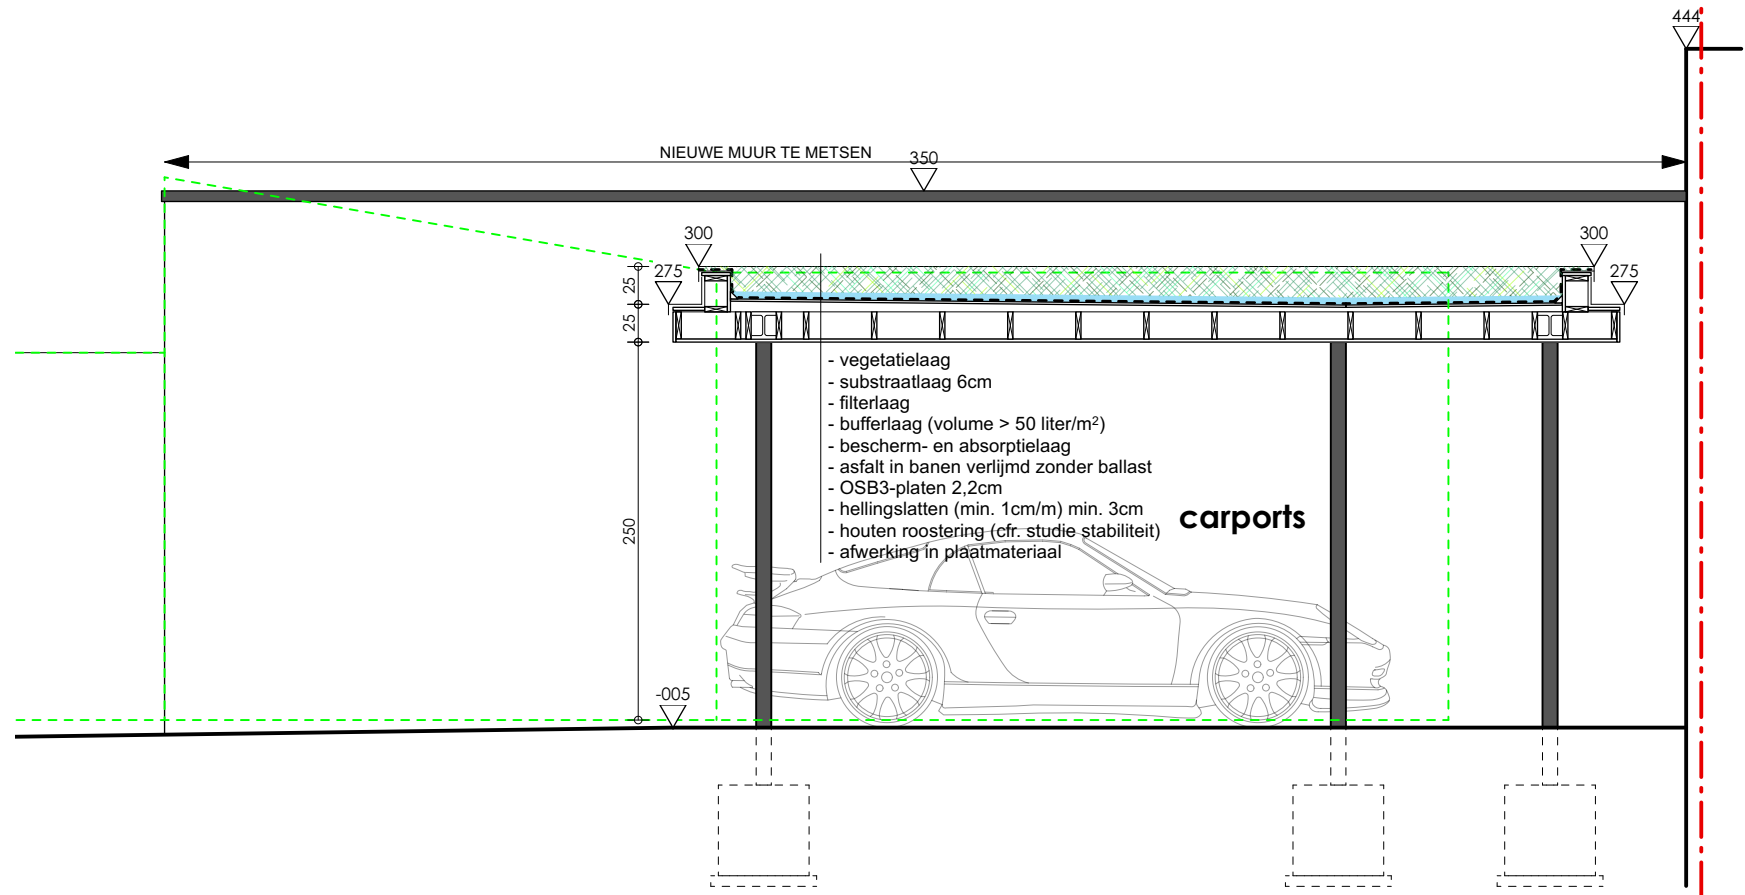 444
NIEUWE MUUR TE METSEN
350
300
300
275
275
25
25
- vegetatielaag
- substraatlaag 6cm
- filterlaag
- bufferlaag (volume > 50 liter/m²)
- bescherm- en absorptielaag
- asfalt in banen verlijmd zonder ballast
- OSB3-platen 2,2cm
- hellingslatten (min. 1cm/m) min. 3cm
- houten roostering (cfr. studie stabiliteit)
- afwerking in plaatmateriaal
carports
250
-005